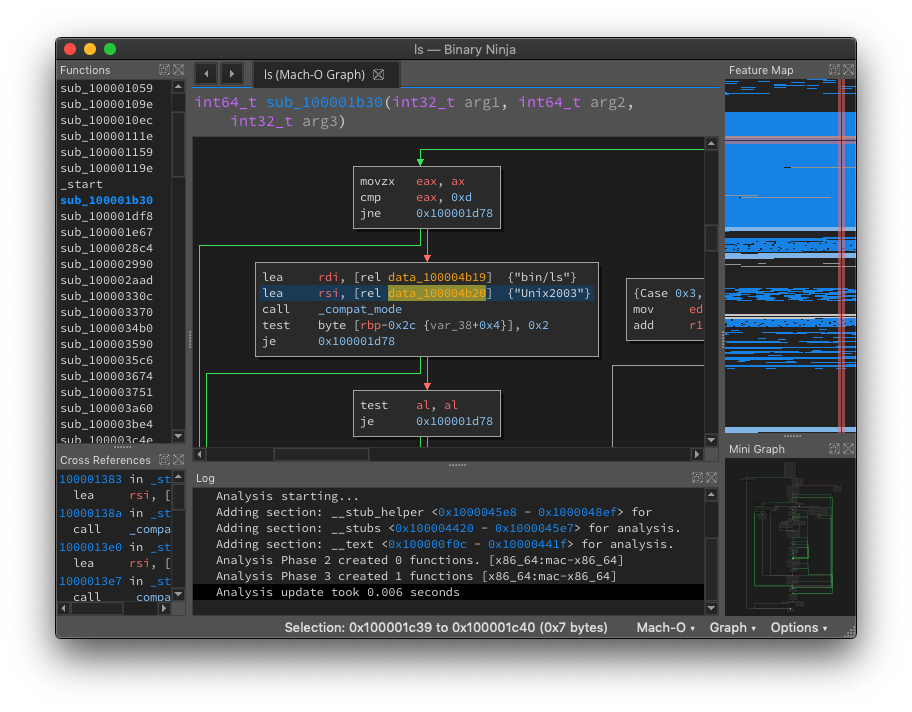 ls — Binary Ninja
Functions
sub_100001059
sub_10000109e
sub_1000010ec
sub_10000111e
sub_100001159
sub_10000119e
_start
sub_100001b30
sub_100001df8
sub_100001e67
sub_1000028c4
sub_100002990
sub_100002aad
sub_10000330c
sub_100003370
sub_1000034b0
sub_100003590
sub_1000035c6
sub_100003674
sub_100003751
sub_100003a60
sub_100003be4
sub_100003c4e
Cross References
100001383 in _st
lea rsi, [
10000138a in _st
call _compa
1000013e0 in _st
lea rsi, [
1000013e7 in _st
call _compa
ls (Mach-O Graph)
int64_t sub_100001b30(int32_t arg1, int64_t arg2,
int32_t arg3)
movzx eax, ax
cmp eax, 0xd
jne 0x100001d78
lea rdi, [rel data_100004b19] {"bin/ls"}
lea rsi, [rel data_100004b20] {"Unix2003"}
call _compat_mode
test byte [rbp-0x2c {var_38+0x4}], 0x2
je 0x100001d78
{Case 0x3,
mov ed
add r1
test al, al
je 0x100001d78
Log
Analysis starting...
Adding section: __stub_helper <0x1000045e8 - 0x1000048ef> for
Adding section: __stubs <0x100004420 - 0x1000045e7> for analysis.
Adding section: __text <0x100000f0c - 0x10000441f> for analysis.
Analysis Phase 2 created 0 functions. [x86_64:mac-x86_64]
Analysis Phase 3 created 1 functions [x86_64:mac-x86_64]
Analysis update took 0.006 seconds
Feature Map
Mini Graph
Selection: 0x100001c39 to 0x100001c40 (0x7 bytes) Mach-O Graph Options